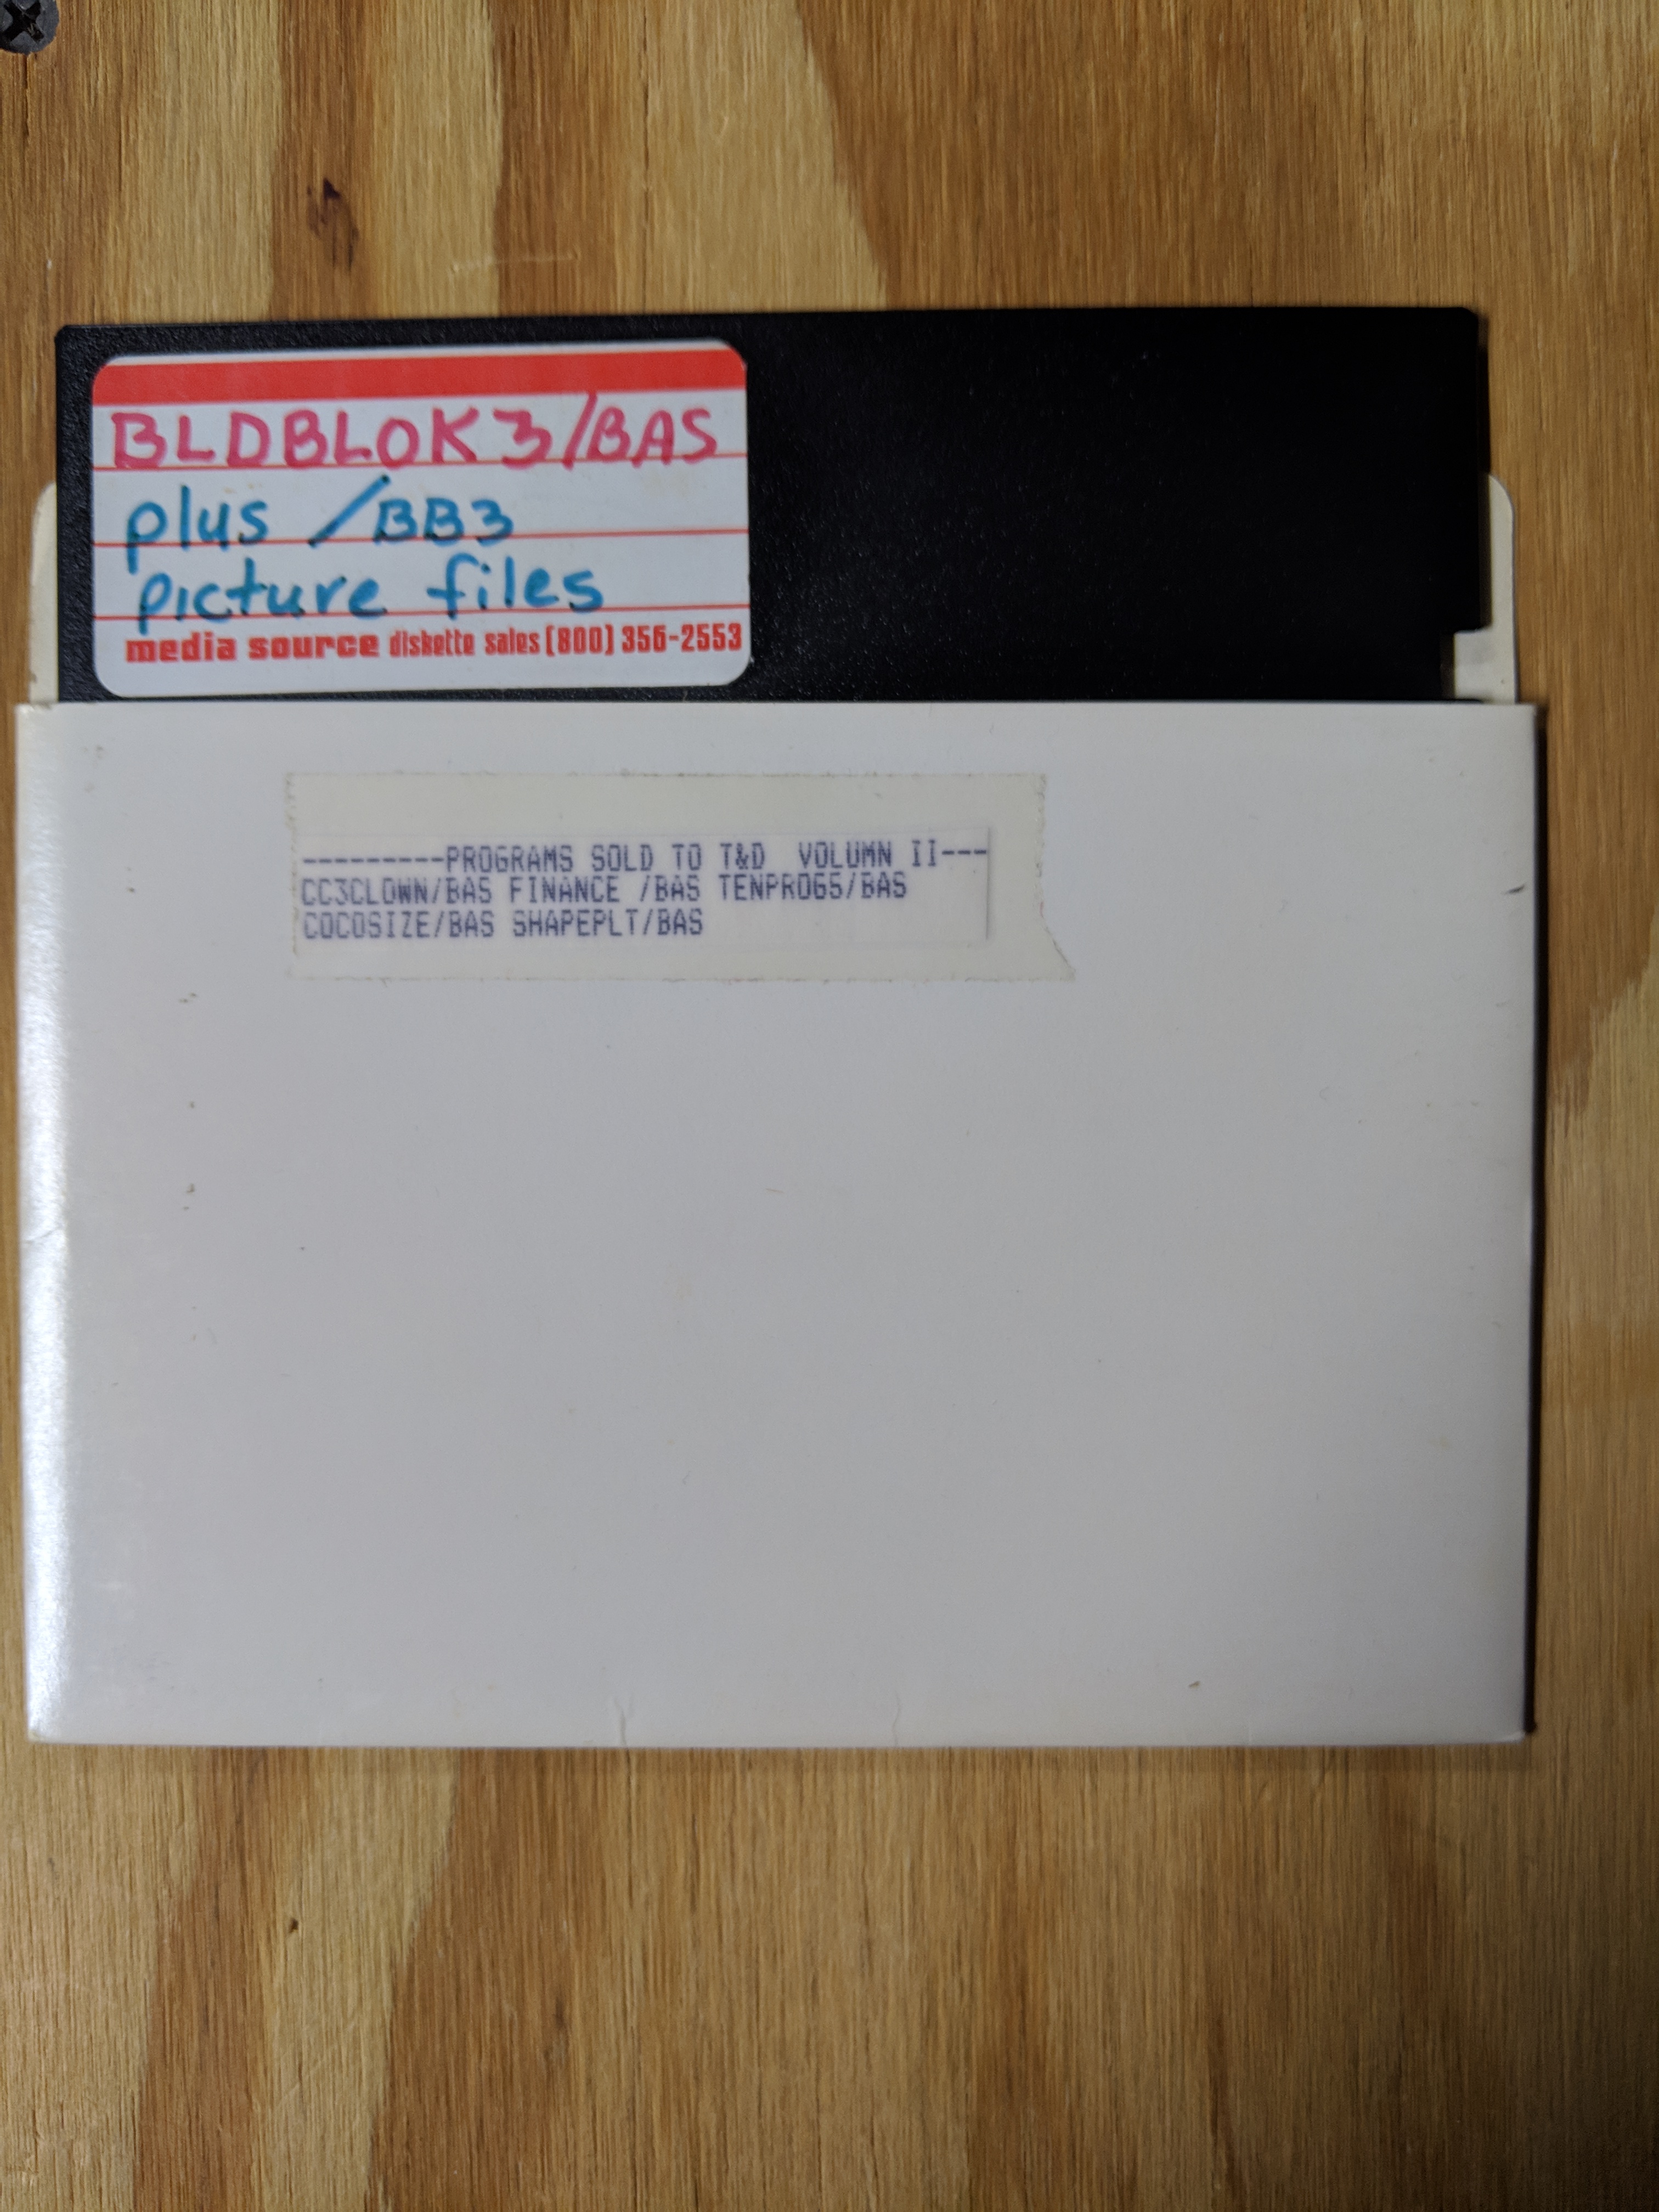 BLDBLOK3/BAS
plus /BB3
picture files
media source diskette sales (800) 356-2553
---------PROGRAMS SOLD TO T&D  VOLUMN II---
CC3CLOWN/BAS FINANCE /BAS TENPROG5/BAS
COCOSIZE/BAS SHAPEPLT/BAS